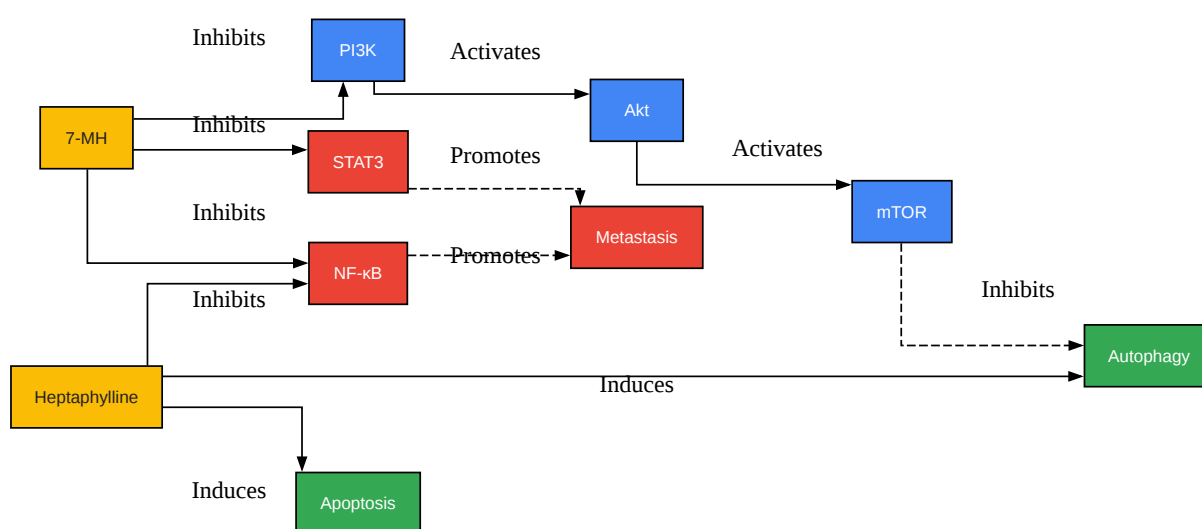 Inhibits
PI3K
Activates
Akt
7-MH
Inhibits
STAT3
Promotes
Activates
mTOR
Inhibits
Metastasis
NF-κB
Promotes
Inhibits
Inhibits
Autophagy
Heptaphylline
Induces
Induces
Apoptosis